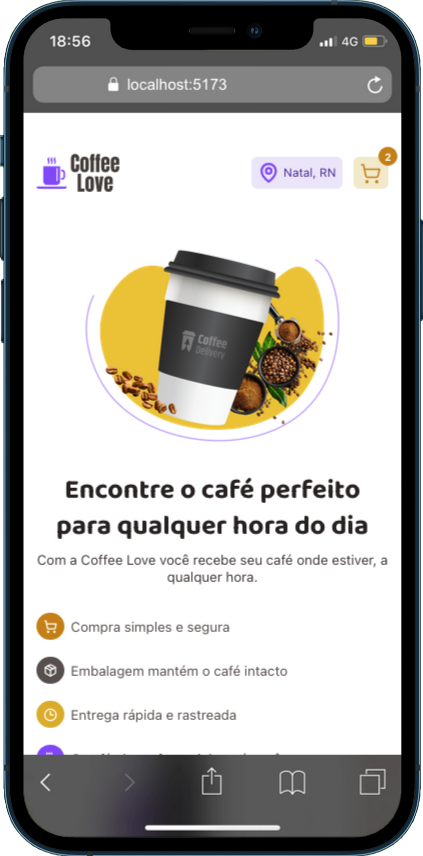 18:56
4G
localhost:5173
Coffee
Love
Natal, RN
2
Coffee
Delivery
Encontre o café perfeito
para qualquer hora do dia
Com a Coffee Love você recebe seu café onde estiver, a
qualquer hora.
Compra simples e segura
Embalagem mantém o café intacto
Entrega rápida e rastreada